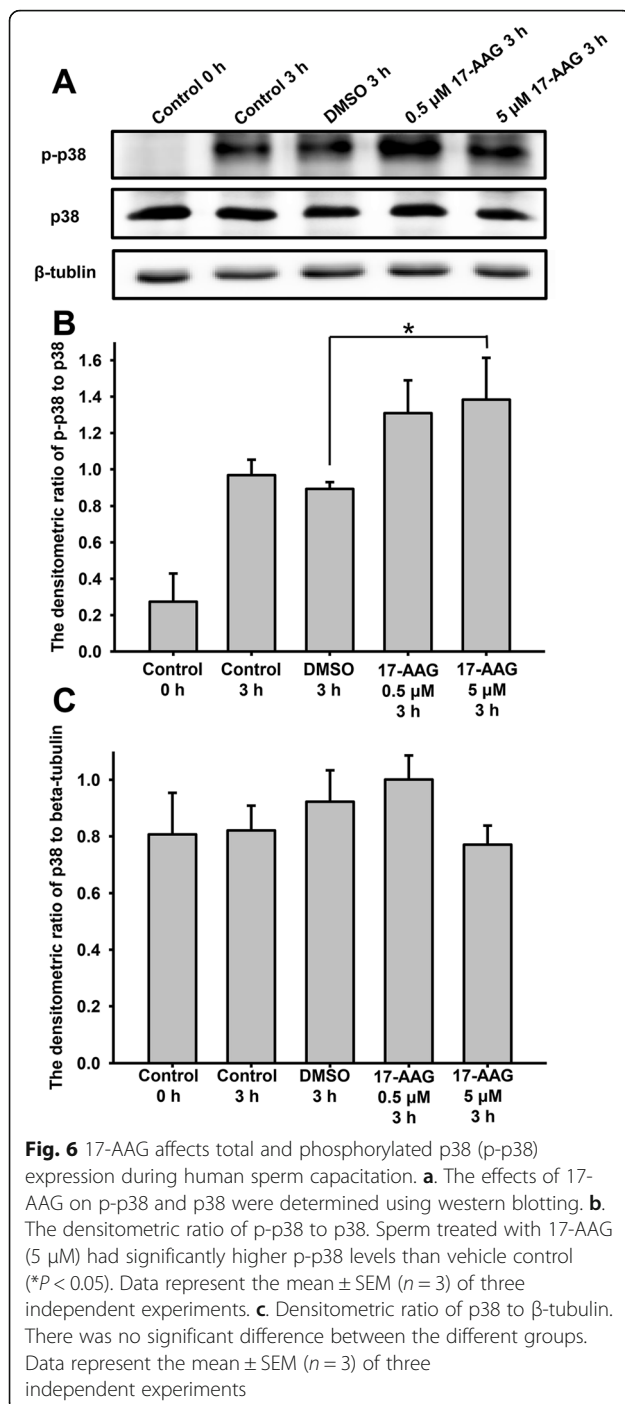 A
Control 0 h
Control 3 h
DMSO 3 h
0.5 µM 17-AAG 3 h
5 µM 17-AAG 3 h
p-p38
p38
β-tublin
B
The densitometric ratio of p-p38 to p38
1.6
1.4
1.2
1.0
0.8
0.6
0.4
0.2
0.0
*
Control
0 h
Control
3 h
DMSO
3 h
17-AAG
0.5 µM
3 h
17-AAG
5 µM
3 h
C
The densitometric ratio of p38 to beta-tubulin
1.0
0.8
0.6
0.4
0.2
0.0
Control
0 h
Control
3 h
DMSO
3 h
17-AAG
0.5 µM
3 h
17-AAG
5 µM
3 h
Fig. 6 17-AAG affects total and phosphorylated p38 (p-p38)
expression during human sperm capacitation. a. The effects of 17-
AAG on p-p38 and p38 were determined using western blotting. b.
The densitometric ratio of p-p38 to p38. Sperm treated with 17-AAG
(5 µM) had significantly higher p-p38 levels than vehicle control
(*P < 0.05). Data represent the mean ± SEM (n = 3) of three
independent experiments. c. Densitometric ratio of p38 to β-tubulin.
There was no significant difference between the different groups.
Data represent the mean ± SEM (n = 3) of three
independent experiments